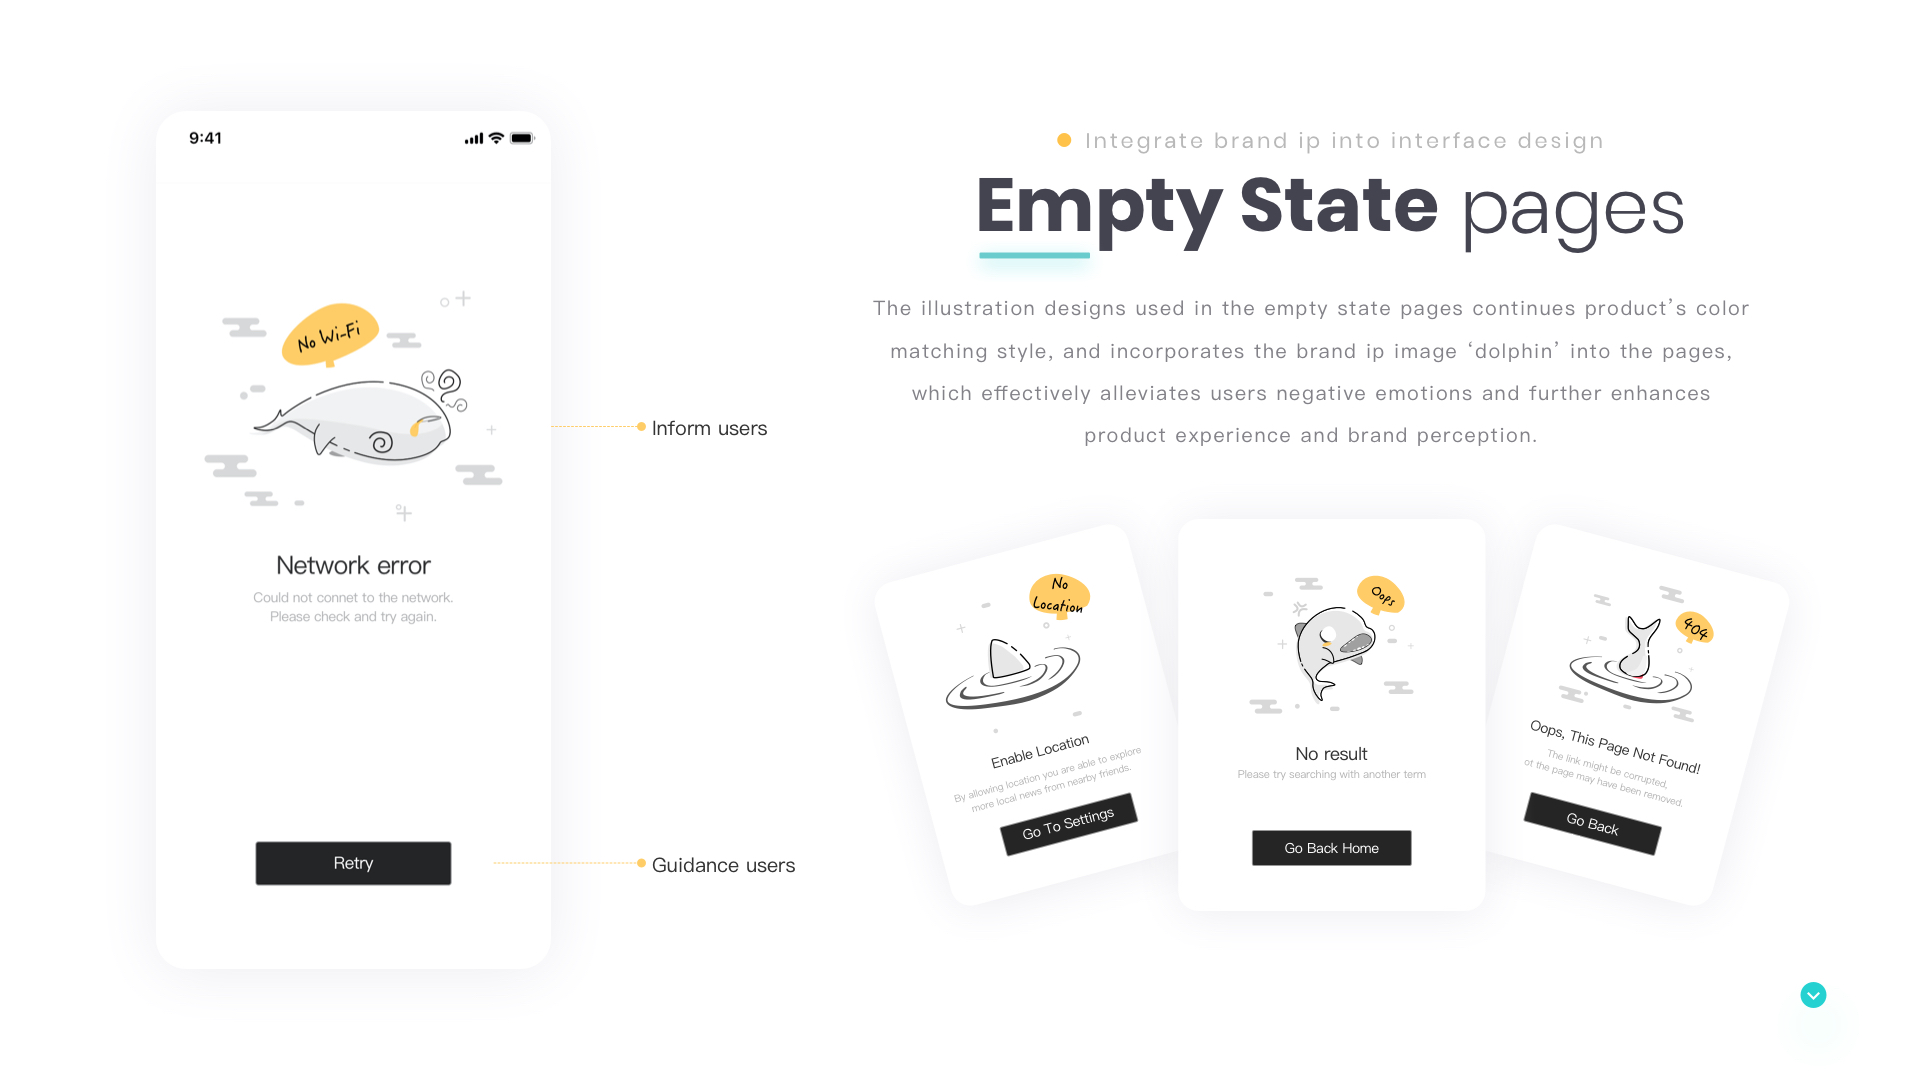 9:41
No Wi-Fi
Network error
Could not connet to the network.
Please check and try again.
Retry
Inform users
Guidance users
Integrate brand ip into interface design
Empty State pages
The illustration designs used in the empty state pages continues product’s color
matching style, and incorporates the brand ip image ‘dolphin’ into the pages,
which effectively alleviates users negative emotions and further enhances
product experience and brand perception.
No
Location
Enable Location
By allowing location you are able to explore
more local news from nearby friends.
Go To Settings
Oops
No result
Please try searching with another term
Go Back Home
404
Oops, This Page Not Found!
The link might be corrupted,
of the page may have been removed.
Go Back